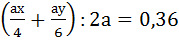 (ax/4 + ay/6) : 2a = 0,36